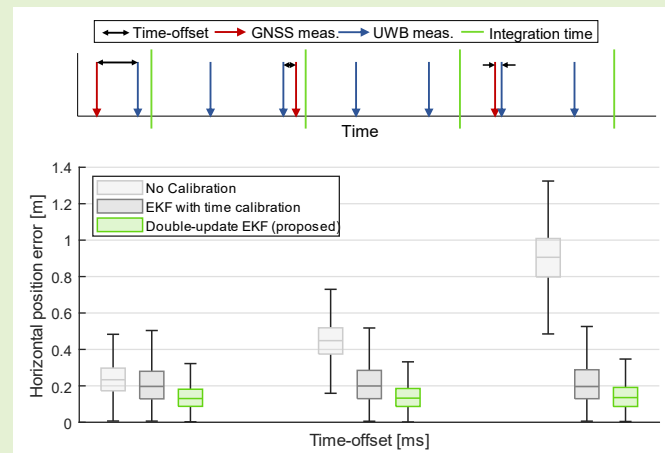 Time-offset GNSS meas. UWB meas. Integration time
Time
1.4
1.2
1
0.8
0.6
0.4
0.2
0
Horizontal position error [m]
No Calibration
EKF with time calibration
Double-update EKF (proposed)
Time-offset [ms]